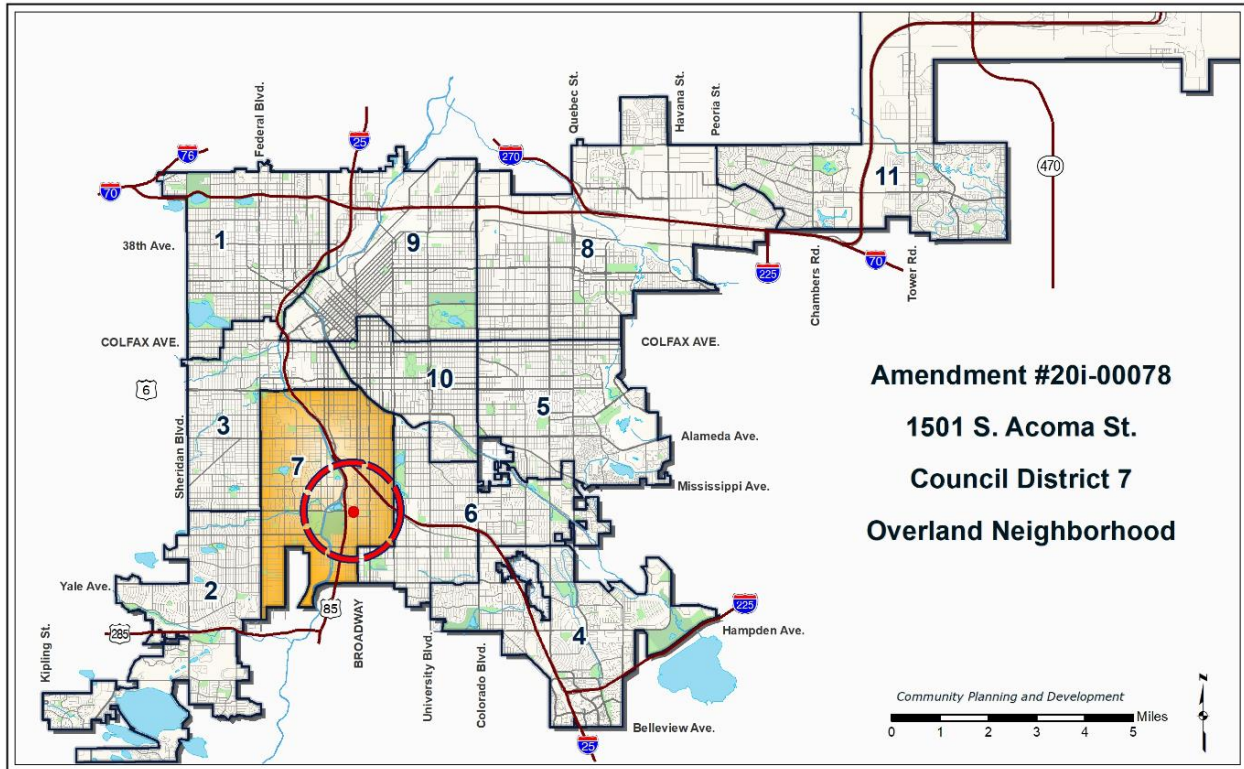 Federal Blvd.
25
Quebec St.
Havana St.
Peoria St.
76
270
70
11
470
1
9
38th Ave.
8
225
Chambers Rd.
70
Tower Rd.
COLFAX AVE.
COLFAX AVE.
6
10
3
5
Sheridan Blvd.
Alameda Ave.
7
Mississippi Ave.
6
Amendment #20i-00078
1501 S. Acoma St.
Council District 7
Overland Neighborhood
Yale Ave.
2
85
BROADWAY
285
225
4
Hampden Ave.
Kipling St.
University Blvd.
Colorado Blvd.
Belleview Ave.
25
Community Planning and Development
Miles
0 1 2 3 4 5
N